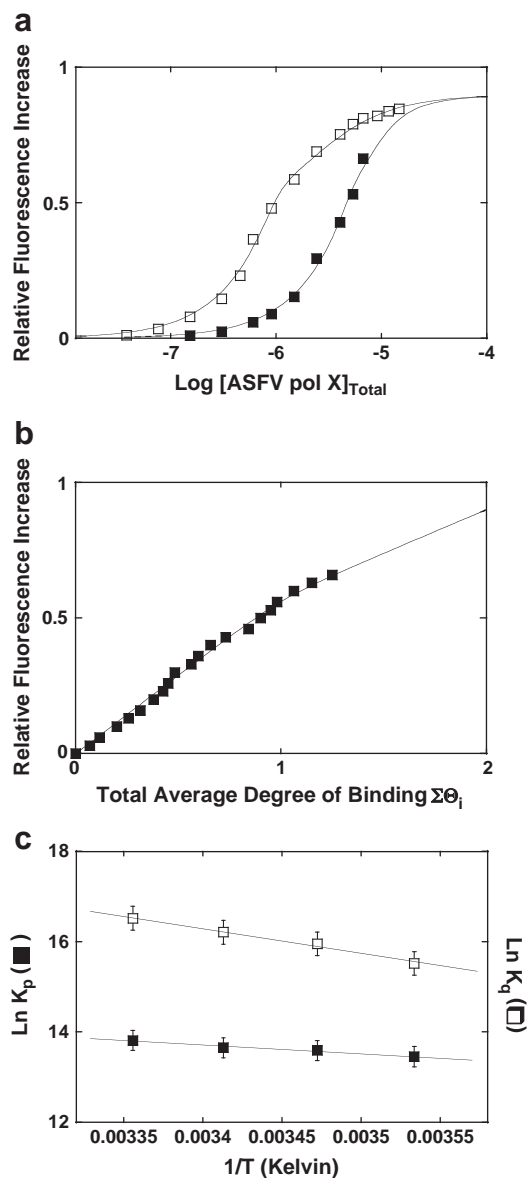 a
1
0.5
0
Relative Fluorescence Increase
-7
-6
-5
-4
Log [ASFV pol X]Total
b
1
0.5
0
Relative Fluorescence Increase
0
1
2
Total Average Degree of Binding ΣΘi
c
18
16
14
12
Ln Kp (■)
Ln Kq (□)
0.00335
0.0034
0.00345
0.0035
0.00355
1/T (Kelvin)